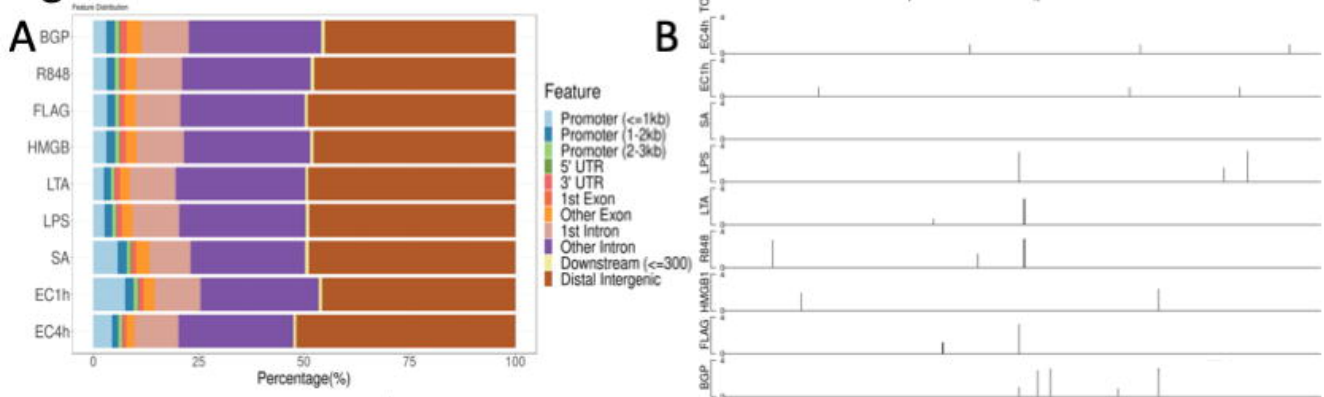 Feature Distribution
A
BGP
R848
FLAG
HMGB
LTA
LPS
SA
EC1h
EC4h
0 25 50 75 100
Percentage(%)
Feature
Promoter (<=1kb)
Promoter (1-2kb)
Promoter (2-3kb)
5' UTR
3' UTR
1st Exon
Other Exon
1st Intron
Other Intron
Downstream (<=300)
Distal Intergenic
B
EC4h
EC1h
SA
LPS
LTA
R848
HMGB1
FLAG
BGP